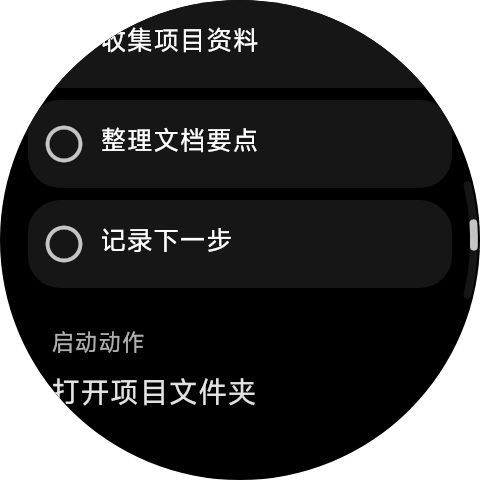 收集项目资料
整理文档要点
记录下一步
启动动作
打开项目文件夹